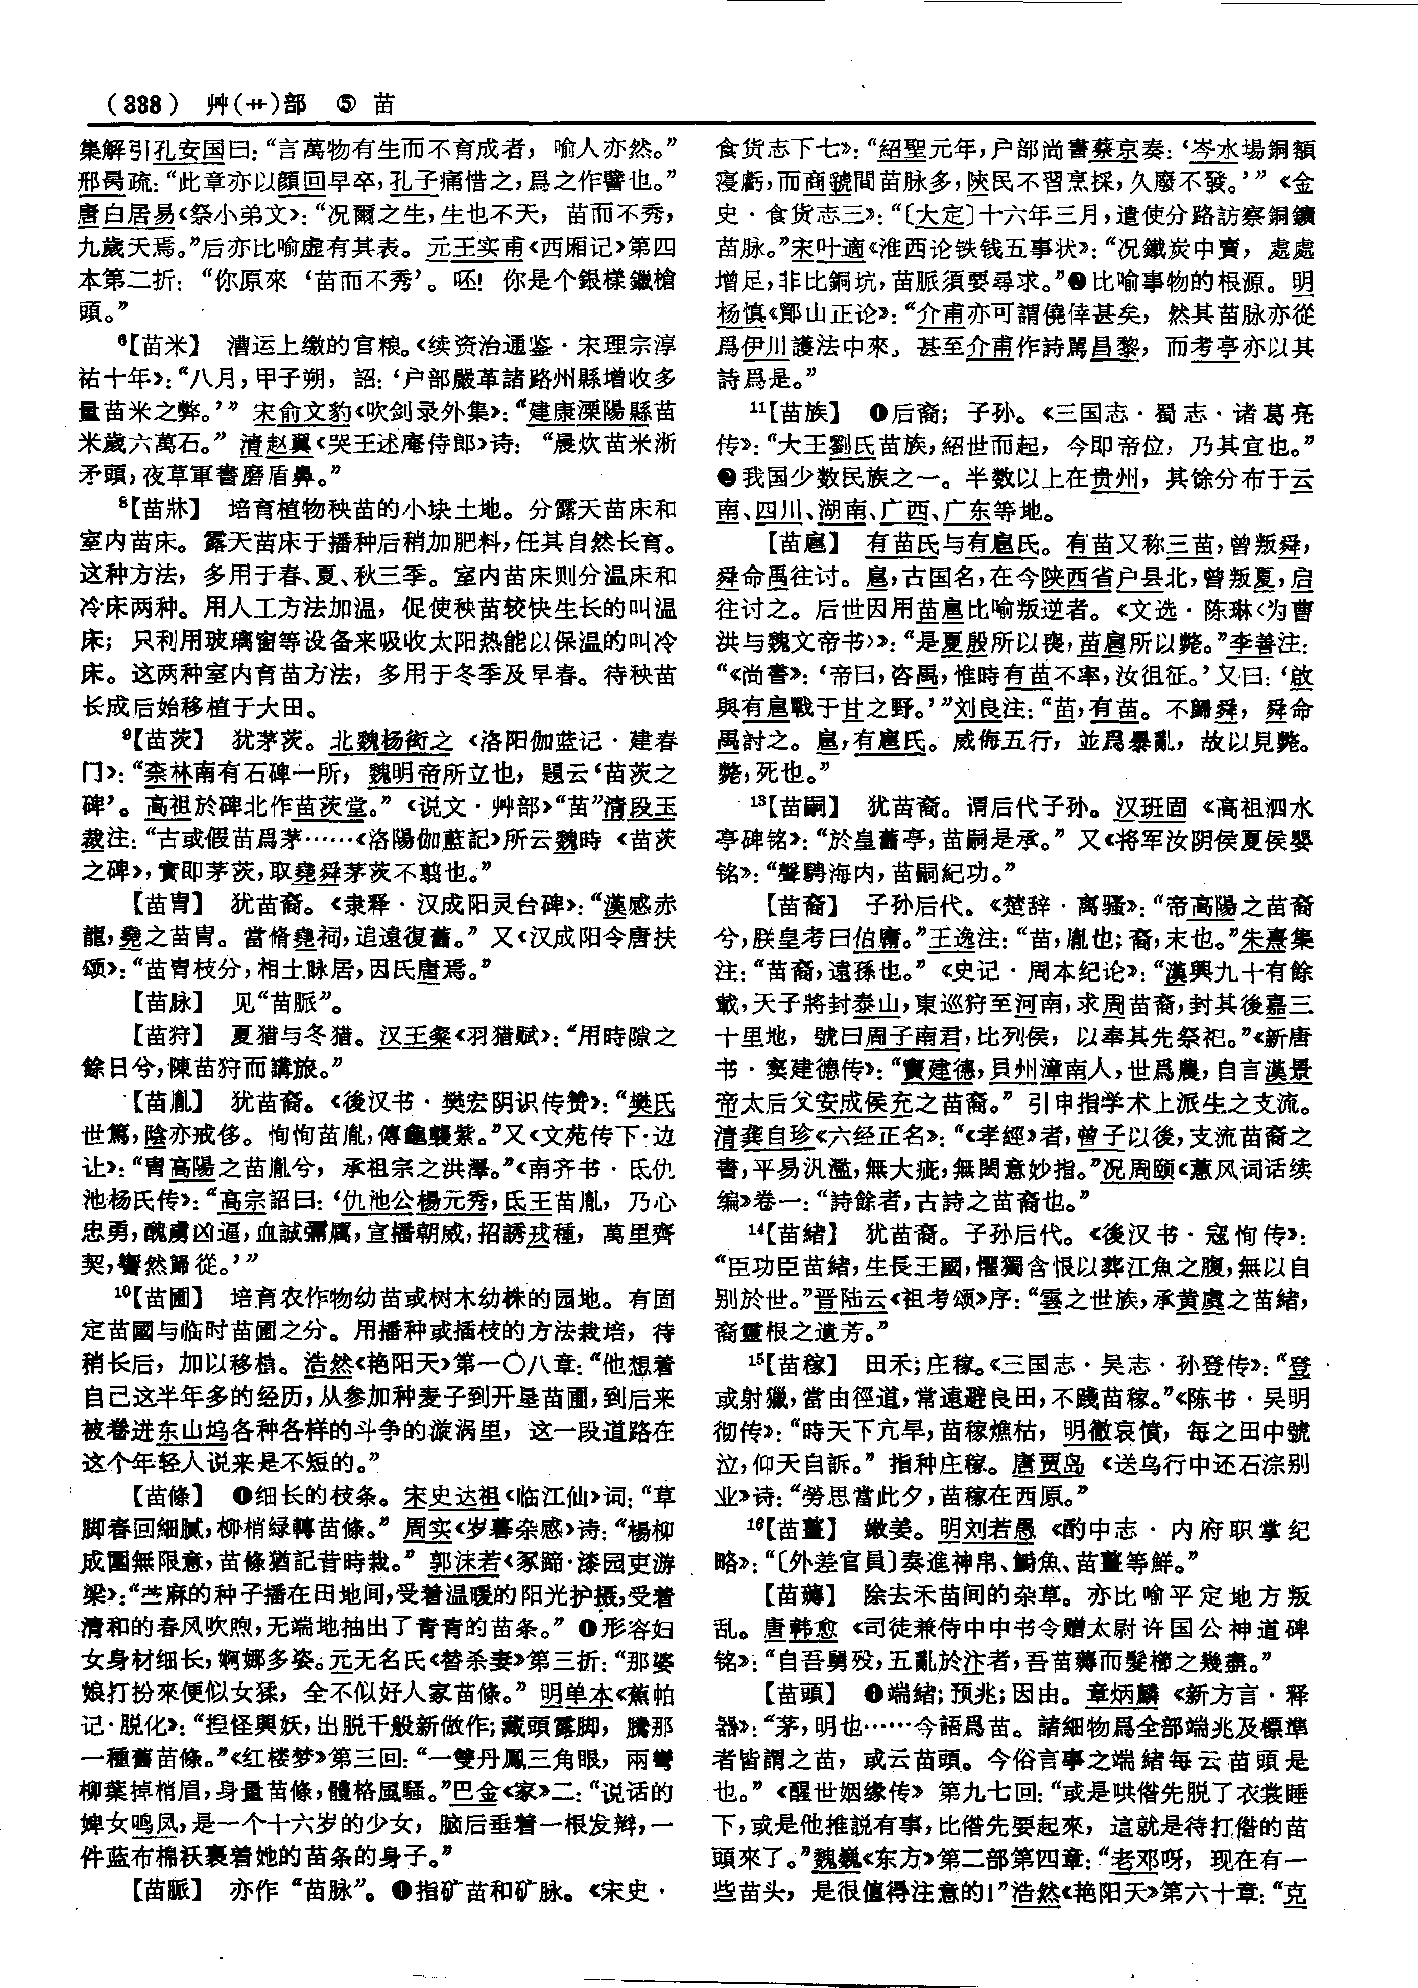 (338) 艸(艹)部 ⑤ 苗
集解引孔安国曰：“言萬物有生而不育成者，喻人亦然。”
邢昺疏：“此章亦以顔回早卒，孔子痛惜之，爲之作譬也。”
唐白居易《祭小弟文》：“况爾之生，生也不天，苗而不秀，
九歲夭焉。”后亦比喻虚有其表。元王实甫《西厢记》第四
本第二折：“你原來‘苗而不秀’。呸！你是个銀樣鑞槍
頭。”
⁶【苗米】 漕运上缴的官粮。《续资治通鉴·宋理宗淳
祐十年》：“八月，甲子朔，詔：‘户部嚴革諸路州縣增收多
量苗米之弊。’”宋俞文豹《吹剑录外集》：“建康溧陽縣苗
米歲六萬石。”清赵翼《哭王述庵侍郎》诗：“晨炊苗米淅
矛頭，夜草軍書磨盾鼻。”
⁸【苗牀】 培育植物秧苗的小块土地。分露天苗床和
室内苗床。露天苗床于播种后稍加肥料，任其自然长育。
这种方法，多用于春、夏、秋三季。室内苗床则分温床和
冷床两种。用人工方法加温，促使秧苗较快生长的叫温
床；只利用玻璃窗等设备来吸收太阳热能以保温的叫冷
床。这两种室内育苗方法，多用于冬季及早春。待秧苗
长成后始移植于大田。
⁹【苗茨】 犹茅茨。北魏杨衒之《洛阳伽蓝记·建春
门》：“柰林南有石碑一所，魏明帝所立也，題云‘苗茨之
碑’。高祖於碑北作苗茨堂。”《说文·艸部》“苗”清段玉
裁注：“古或假苗爲茅……《洛陽伽藍記》所云魏時《苗茨
之碑》，實即茅茨，取堯舜茅茨不翦也。”
【苗胄】 犹苗裔。《隶释·汉成阳灵台碑》：“漢感赤
龍，堯之苗胄。當脩堯祠，追遠復舊。”又《汉成阳令唐扶
颂》：“苗胄枝分，相土脉居，因氏唐焉。”
【苗脉】 见“苗脈”。
【苗狩】 夏猎与冬猎。汉王粲《羽猎赋》：“用時隙之
餘日兮，陳苗狩而講旅。”
【苗胤】 犹苗裔。《後汉书·樊宏阴识传赞》：“樊氏
世篤，陰亦戒侈。恂恂苗胤，傳龜襲紫。”又《文苑传下·边
让》：“胄高陽之苗胤兮，承祖宗之洪澤。”《南齐书·氐仇
池杨氏传》：“高宗詔曰：‘仇池公楊元秀，氐王苗胤，乃心
忠勇，醜虜凶逼，血誠彌厲，宣播朝威，招誘戎種，萬里齊
契，響然歸從。’”
¹⁰【苗圃】 培育农作物幼苗或树木幼株的园地。有固
定苗圃与临时苗圃之分。用播种或插枝的方法栽培，待
稍长后，加以移植。浩然《艳阳天》第一〇八章：“他想着
自己这半年多的经历，从参加种麦子到开垦苗圃，到后来
被卷进东山坞各种各样的斗争的漩涡里，这一段道路在
这个年轻人说来是不短的。”
【苗條】 ❶细长的枝条。宋史达祖《临江仙》词：“草
脚春回細膩，柳梢绿轉苗條。”周实《岁暮杂感》诗：“楊柳
成圍無限意，苗條猶記昔時栽。”郭沫若《豕蹄·漆园吏游
梁》：“芝麻的种子播在田地间，受着温暖的阳光护摄，受着
清和的春风吹煦，无端地抽出了青青的苗条。”❶形容妇
女身材细长，婀娜多姿。元无名氏《替杀妻》第三折：“那婆
娘打扮來便似女猱，全不似好人家苗條。”明单本《蕉帕
记·脱化》：“捏怪興妖，出脱千般新做作；藏頭露脚，騰那
一種舊苗條。”《红楼梦》第三回：“一雙丹鳳三角眼，兩彎
柳葉掉梢眉，身量苗條，體格風騷。”巴金《家》二：“说话的
婢女鸣凤，是一个十六岁的少女，脑后垂着一根发辫，一
件蓝布棉袄裹着她的苗条的身子。”
【苗脈】 亦作“苗脉”。❶指矿苗和矿脉。《宋史·
食货志下七》：“紹聖元年，户部尚書蔡京奏：‘岑水場銅額
寖虧，而商虢間苗脉多，陝民不習烹採，久廢不發。’”《金
史·食货志三》：“〔大定〕十六年三月，遣使分路訪察銅鑛
苗脉。”宋叶適《淮西论铁钱五事状》：“况鐵炭中賣，處處
增足，非比銅坑，苗脈須要尋求。”❷比喻事物的根源。明
杨慎《郧山正论》：“介甫亦可謂僥倖甚矣，然其苗脉亦從
爲伊川護法中來，甚至介甫作詩駡昌黎，而考亭亦以其
詩爲是。”
¹¹【苗族】 ❶后裔；子孙。《三国志·蜀志·诸葛亮
传》：“大王劉氏苗族，紹世而起，今即帝位，乃其宜也。”
❷我国少数民族之一。半数以上在贵州，其馀分布于云
南、四川、湖南、广西、广东等地。
【苗扈】 有苗氏与有扈氏。有苗又称三苗，曾叛舜，
舜命禹往讨。扈，古国名，在今陕西省户县北，曾叛夏，启
往讨之。后世因用苗扈比喻叛逆者。《文选·陈琳〈为曹
洪与魏文帝书〉》：“是夏殷所以喪，苗扈所以斃。”李善注：
“《尚書》：‘帝曰，咨禹，惟時有苗不率，汝徂征。’又曰：‘啟
與有扈戰于甘之野。’”刘良注：“苗，有苗。不歸舜，舜命
禹討之。扈，有扈氏。威侮五行，並爲暴亂，故以見斃。
斃，死也。”
¹³【苗嗣】 犹苗裔。谓后代子孙。汉班固《高祖泗水
亭碑铭》：“於皇舊亭，苗嗣是承。”又《将军汝阴侯夏侯婴
铭》：“聲騁海内，苗嗣紀功。”
【苗裔】 子孙后代。《楚辞·离骚》：“帝高陽之苗裔
兮，朕皇考曰伯庸。”王逸注：“苗，胤也；裔，末也。”朱熹集
注：“苗裔，遠孫也。”《史记·周本纪论》：“漢興九十有餘
載，天子將封泰山，東巡狩至河南，求周苗裔，封其後嘉三
十里地，號曰周子南君，比列侯，以奉其先祭祀。”《新唐
书·窦建德传》：“竇建德，貝州漳南人，世爲農，自言漢景
帝太后父安成侯充之苗裔。”引申指学术上派生之支流。
清龚自珍《六经正名》：“《孝經》者，曾子以後，支流苗裔之
書，平易汎濫，無大疵，無閎意妙指。”况周颐《蕙风词话续
编》卷一：“詩餘者，古詩之苗裔也。”
¹⁴【苗緒】 犹苗裔。子孙后代。《後汉书·寇恂传》：
“臣功臣苗緒，生長王國，懼獨含恨以葬江魚之腹，無以自
别於世。”晋陆云《祖考颂》序：“雲之世族，承黄虞之苗緒，
裔靈根之遺芳。”
¹⁵【苗稼】 田禾；庄稼。《三国志·吴志·孙登传》：“登
或射獵，當由徑道，常遠避良田，不踐苗稼。”《陈书·吴明
彻传》：“時天下亢旱，苗稼燋枯，明徹哀憤，每之田中號
泣，仰天自訴。”指种庄稼。唐贾岛《送乌行中还石淙别
业》诗：“勞思當此夕，苗稼在西原。”
¹⁶【苗薑】 嫩姜。明刘若愚《酌中志·内府职掌纪
略》：“〔外差官員〕奏進神帛、鰣魚、苗薑等鮮。”
【苗薅】 除去禾苗间的杂草。亦比喻平定地方叛
乱。唐韩愈《司徒兼侍中中书令赠太尉许国公神道碑
铭》：“自吾舅殁，五亂於汴者，吾苗薅而髮櫛之幾盡。”
【苗頭】 ❶端緒；预兆；因由。章炳麟《新方言·释
器》：“茅，明也……今語爲苗。諸細物爲全部端兆及標準
者皆謂之苗，或云苗頭。今俗言事之端緒每云苗頭是
也。”《醒世姻缘传》第九七回：“或是哄偺先脱了衣裳睡
下，或是他推説有事，比偺先要起來，這就是待打偺的苗
頭來了。”魏巍《东方》第二部第四章：“老邓呀，现在有一
些苗头，是很值得注意的！”浩然《艳阳天》第六十章：“克